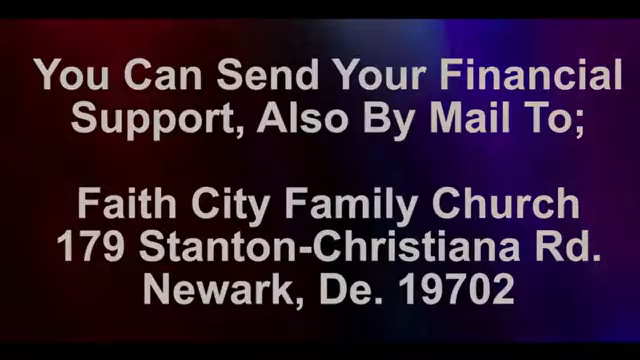 You Can Send Your Financial
Support, Also By Mail To;
Faith City Family Church
179 Stanton-Christiana Rd.
Newark, De. 19702